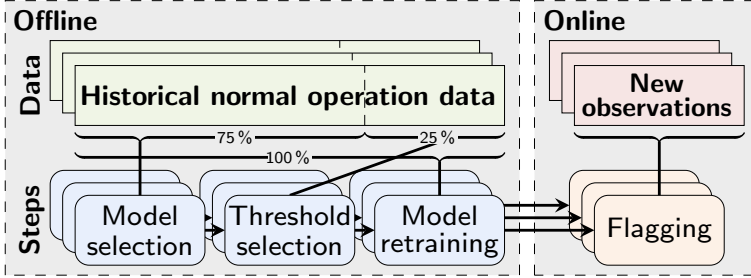 Offline
Online
Data
Historical normal operation data
New
observations
75 %
25 %
100 %
Steps
Model
selection
Threshold
selection
Model
retraining
Flagging